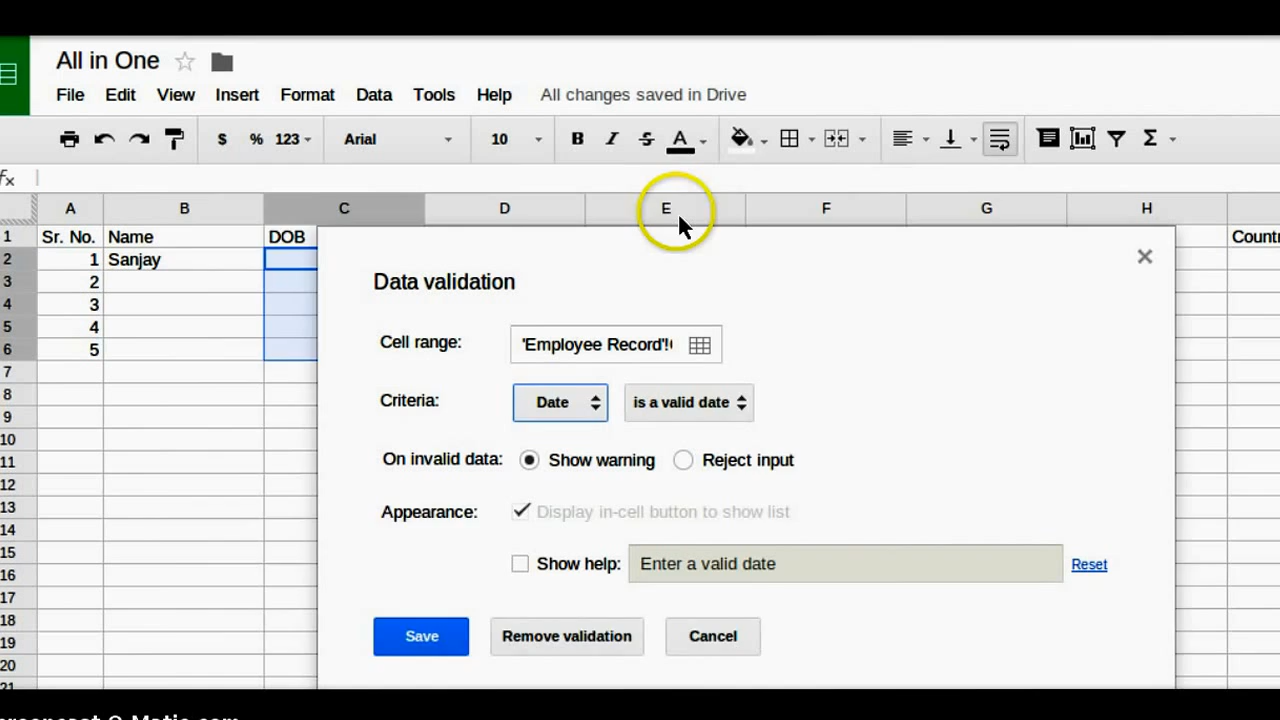 All in One
File Edit View Insert Format Data Tools Help All changes saved in Drive
$ % 123 Arial 10 B I S A Σ
fx
A B C D E F G H
1 Sr. No. Name DOB
2 1 Sanjay
3 2
4 3
5 4
6 5
7
8
9
10
11
12
13
14
15
16
17
18
19
20
21
Data validation
Cell range: 'Employee Record'!
Criteria: Date is a valid date
On invalid data: Show warning Reject input
Appearance: Display in-cell button to show list
Show help: Enter a valid date Reset
Save Remove validation Cancel